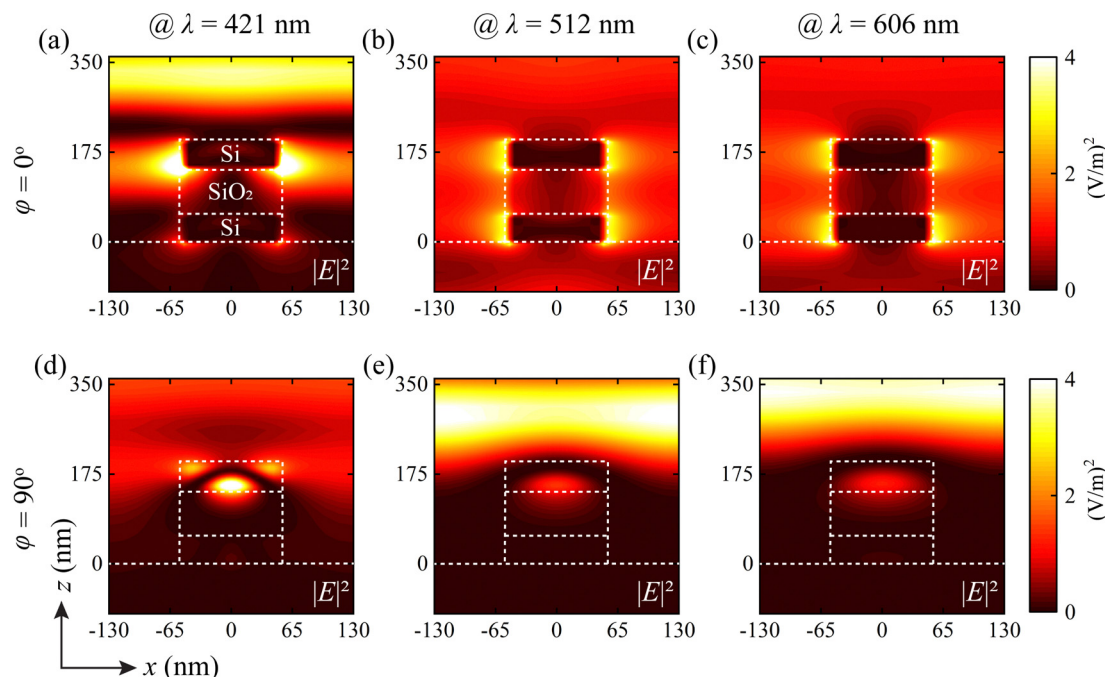 @ λ = 421 nm
@ λ = 512 nm
@ λ = 606 nm
(a)
(b)
(c)
φ = 0º
350
175
0
Si
SiO₂
Si
|E|²
|E|²
|E|²
-130 -65 0 65 130
-130 -65 0 65 130
-130 -65 0 65 130
4
2
0
(V/m)²
(d)
(e)
(f)
φ = 90º
350
175
0
|E|²
|E|²
|E|²
350
175
0
350
175
0
350
175
0
350
175
0
-130 -65 0 65 130
-130 -65 0 65 130
-130 -65 0 65 130
4
2
0
(V/m)²
z (nm)
x (nm)